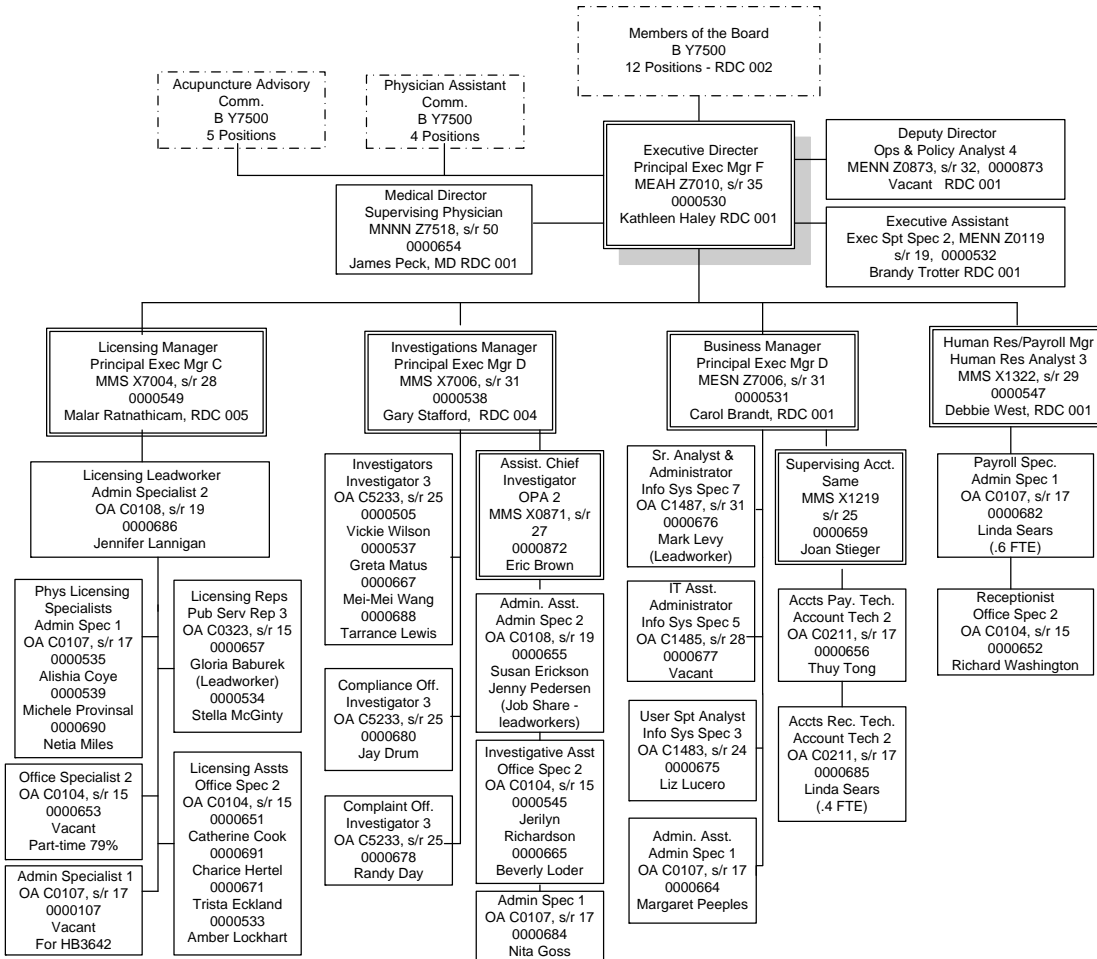 Members of the Board
B Y7500
12 Positions - RDC 002
Acupuncture Advisory
Comm.
B Y7500
5 Positions
Physician Assistant
Comm.
B Y7500
4 Positions
Executive Directer
Principal Exec Mgr F
MEAH Z7010, s/r 35
0000530
Kathleen Haley RDC 001
Deputy Director
Ops & Policy Analyst 4
MENN Z0873, s/r 32, 0000873
Vacant RDC 001
Medical Director
Supervising Physician
MNNN Z7518, s/r 50
0000654
James Peck, MD RDC 001
Executive Assistant
Exec Spt Spec 2, MENN Z0119
s/r 19, 0000532
Brandy Trotter RDC 001
Licensing Manager
Principal Exec Mgr C
MMS X7004, s/r 28
0000549
Malar Ratnathicam, RDC 005
Investigations Manager
Principal Exec Mgr D
MMS X7006, s/r 31
0000538
Gary Stafford, RDC 004
Business Manager
Principal Exec Mgr D
MESN Z7006, s/r 31
0000531
Carol Brandt, RDC 001
Human Res/Payroll Mgr
Human Res Analyst 3
MMS X1322, s/r 29
0000547
Debbie West, RDC 001
Licensing Leadworker
Admin Specialist 2
OA C0108, s/r 19
0000686
Jennifer Lannigan
Phys Licensing
Specialists
Admin Spec 1
OA C0107, s/r 17
0000535
Alishia Coye
0000539
Michele Provinsal
0000690
Netia Miles
Licensing Reps
Pub Serv Rep 3
OA C0323, s/r 15
0000657
Gloria Baburek
(Leadworker)
0000534
Stella McGinty
Office Specialist 2
OA C0104, s/r 15
0000653
Vacant
Part-time 79%
Licensing Assts
Office Spec 2
OA C0104, s/r 15
0000651
Catherine Cook
0000691
Charice Hertel
0000671
Trista Eckland
0000533
Amber Lockhart
Admin Specialist 1
OA C0107, s/r 17
0000107
Vacant
For HB3642
Investigators
Investigator 3
OA C5233, s/r 25
0000505
Vickie Wilson
0000537
Greta Matus
0000667
Mei-Mei Wang
0000688
Tarrance Lewis
Compliance Off.
Investigator 3
OA C5233, s/r 25
0000680
Jay Drum
Complaint Off.
Investigator 3
OA C5233, s/r 25
0000678
Randy Day
Assist. Chief
Investigator
OPA 2
MMS X0871, s/r
27
0000872
Eric Brown
Admin. Asst.
Admin Spec 2
OA C0108, s/r 19
0000655
Susan Erickson
Jenny Pedersen
(Job Share -
leadworkers)
Investigative Asst
Office Spec 2
OA C0104, s/r 15
0000545
Jerilyn
Richardson
0000665
Beverly Loder
Admin Spec 1
OA C0107, s/r 17
0000684
Nita Goss
Sr. Analyst &
Administrator
Info Sys Spec 7
OA C1487, s/r 31
0000676
Mark Levy
(Leadworker)
IT Asst.
Administrator
Info Sys Spec 5
OA C1485, s/r 28
0000677
Vacant
User Spt Analyst
Info Sys Spec 3
OA C1483, s/r 24
0000675
Liz Lucero
Admin. Asst.
Admin Spec 1
OA C0107, s/r 17
0000664
Margaret Peeples
Supervising Acct.
Same
MMS X1219
s/r 25
0000659
Joan Stieger
Accts Pay. Tech.
Account Tech 2
OA C0211, s/r 17
0000656
Thuy Tong
Accts Rec. Tech.
Account Tech 2
OA C0211, s/r 17
0000685
Linda Sears
(.4 FTE)
Payroll Spec.
Admin Spec 1
OA C0107, s/r 17
0000682
Linda Sears
(.6 FTE)
Receptionist
Office Spec 2
OA C0104, s/r 15
0000652
Richard Washington